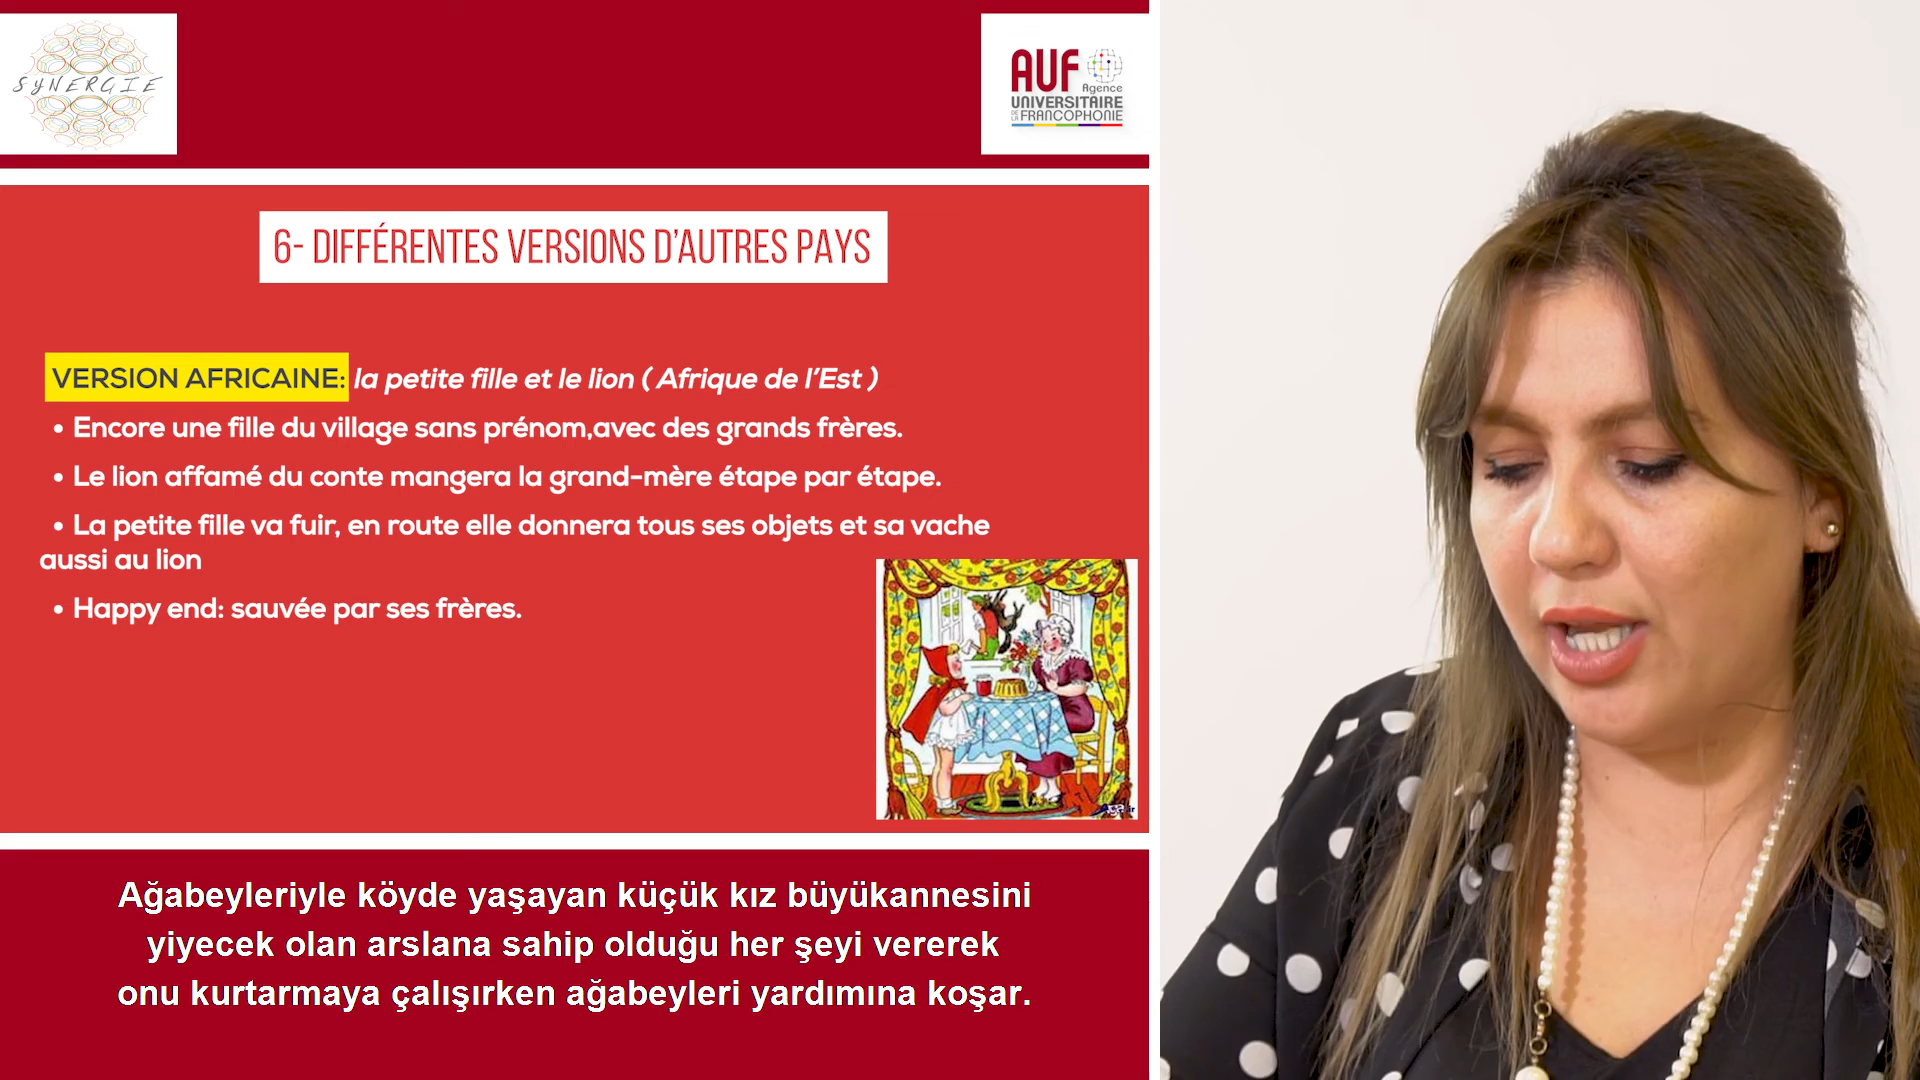 SYNERGIE
AUF
Agence
UNIVERSITAIRE
DE LA FRANCOPHONIE
6- DIFFÉRENTES VERSIONS D'AUTRES PAYS
VERSION AFRICAINE: la petite fille et le lion ( Afrique de l'Est )
• Encore une fille du village sans prénom,avec des grands frères.
• Le lion affamé du conte mangera la grand-mère étape par étape.
• La petite fille va fuir, en route elle donnera tous ses objets et sa vache
aussi au lion
• Happy end: sauvée par ses frères.
Ağabeyleriyle köyde yaşayan küçük kız büyükannesini
yiyecek olan arslana sahip olduğu her şeyi vererek
onu kurtarmaya çalışırken ağabeyleri yardımına koşar.